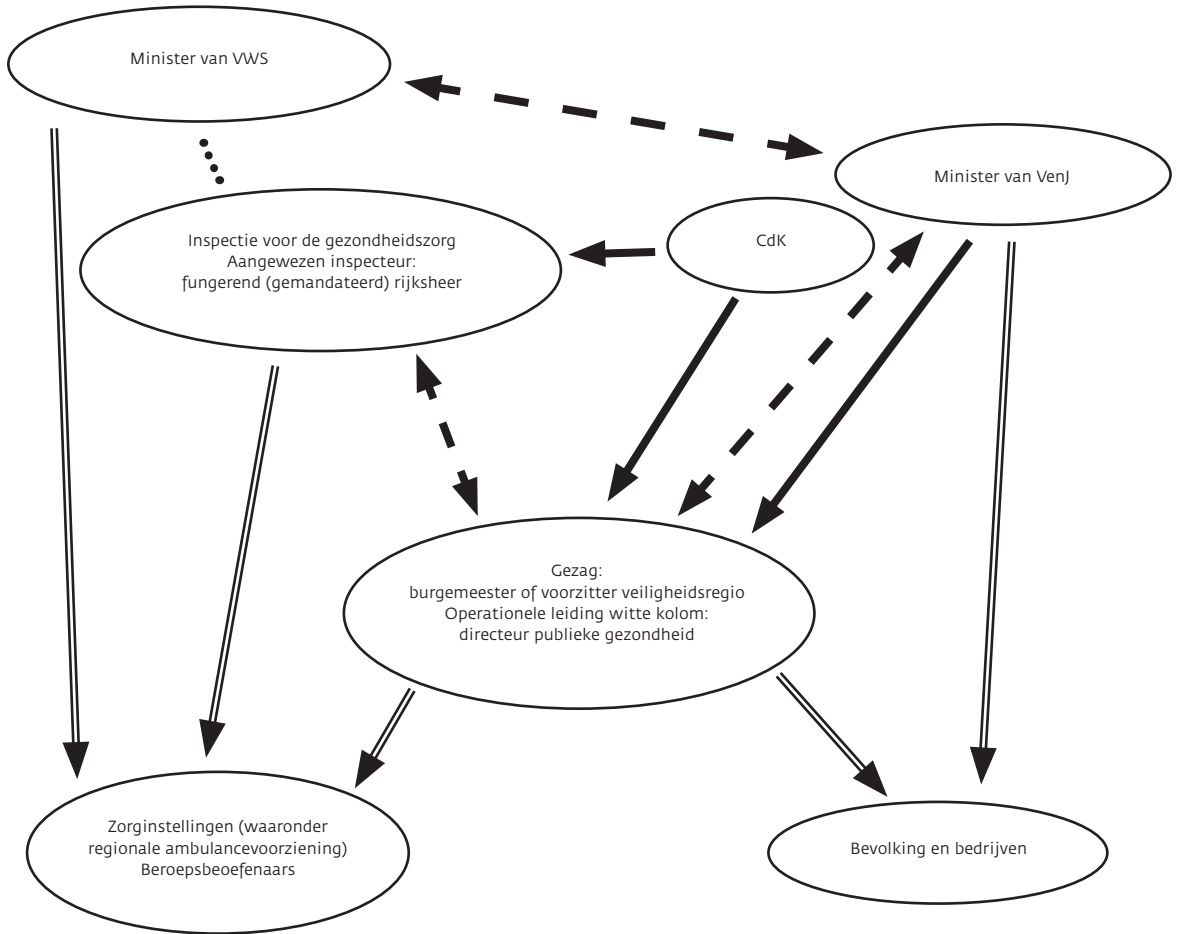 Minister van VWS
Minister van VenJ
Inspectie voor de gezondheidszorg
Aangewezen inspecteur:
fungerend (gemandateerd) rijksheer
CdK
Gezag:
burgemeester of voorzitter veiligheidsregio
Operationele leiding witte kolom:
directeur publieke gezondheid
Zorginstellingen (waaronder
regionale ambulancevoorziening)
Beroepsbeoefenaars
Bevolking en bedrijven